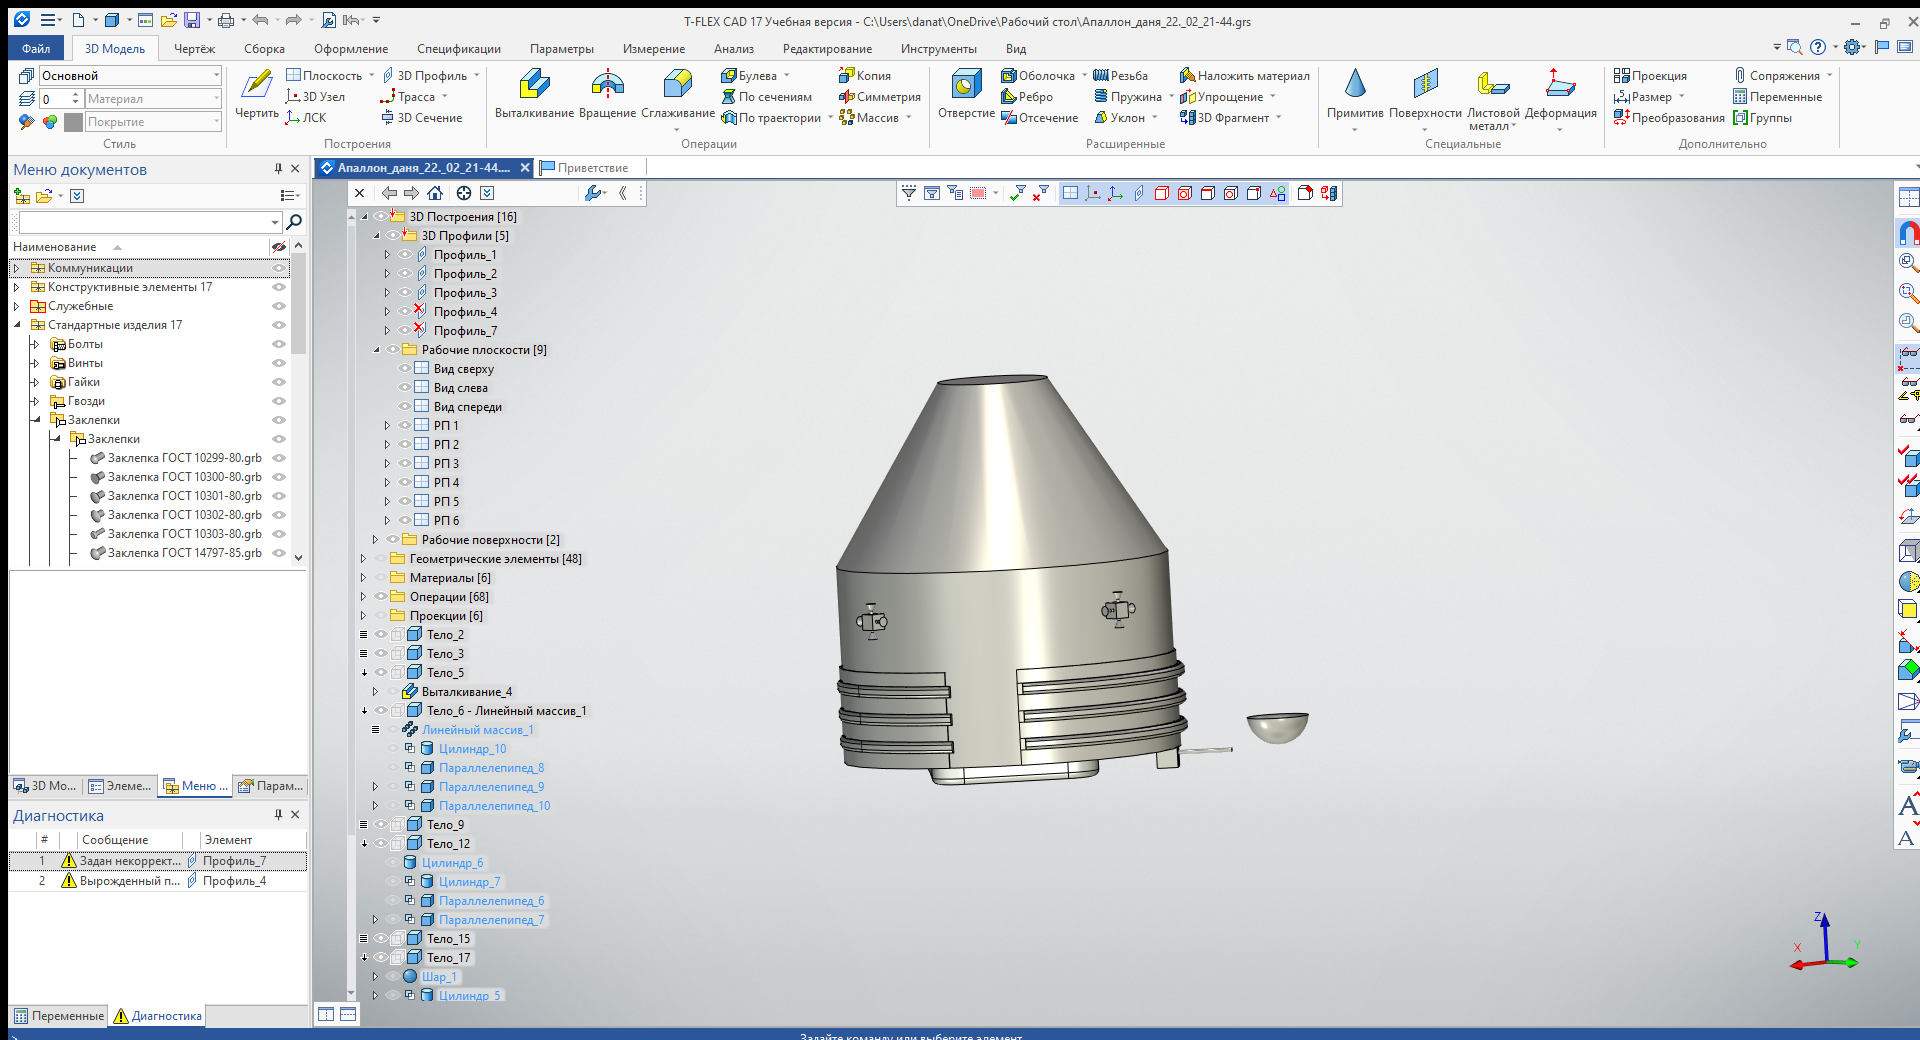 T-FLEX CAD 17 Учебная версия - C:\Users\danat\OneDrive\Рабочий стол\Апаллон_даня_22._02_21-44.grs
Файл 3D Модель Чертёж Сборка Оформление Спецификации Параметры Измерение Анализ Редактирование Инструменты Вид
Основной
0 Материал
Покрытие
Стиль
Чертить
Плоскость
3D Узел
ЛСК
3D Профиль
Трасса
3D Сечение
Построения
Выталкивание
Вращение
Сглаживание
Булева
По сечениям
По траектории
Копия
Симметрия
Массив
Операции
Отверстие
Оболочка
Ребро
Отсечение
Резьба
Пружина
Уклон
Наложить материал
Упрощение
3D Фрагмент
Расширенные
Примитив
Поверхности
Листовой металл
Деформация
Специальные
Проекция
Размер
Преобразования
Сопряжения
Переменные
Группы
Дополнительно
Меню документов
Наименование
Коммуникации
Конструктивные элементы 17
Служебные
Стандартные изделия 17
Болты
Винты
Гайки
Гвозди
Заклепки
Заклепки
Заклепка ГОСТ 10299-80.grb
Заклепка ГОСТ 10300-80.grb
Заклепка ГОСТ 10301-80.grb
Заклепка ГОСТ 10302-80.grb
Заклепка ГОСТ 10303-80.grb
Заклепка ГОСТ 14797-85.grb
3D Мо... Элеме... Меню ... Парам...
Диагностика
# Сообщение Элемент
1 Задан некоррект... Профиль_7
2 Вырожденный п... Профиль_4
Переменные Диагностика
Апаллон_даня_22._02_21-44.... Приветствие
3D Построения [16]
3D Профили [5]
Профиль_1
Профиль_2
Профиль_3
Профиль_4
Профиль_7
Рабочие плоскости [9]
Вид сверху
Вид слева
Вид спереди
РП 1
РП 2
РП 3
РП 4
РП 5
РП 6
Рабочие поверхности [2]
Геометрические элементы [48]
Материалы [6]
Операции [68]
Проекции [6]
Тело_2
Тело_3
Тело_5
Выталкивание_4
Тело_6 - Линейный массив_1
Линейный массив_1
Цилиндр_10
Параллелепипед_8
Параллелепипед_9
Параллелепипед_10
Тело_9
Тело_12
Цилиндр_6
Цилиндр_7
Параллелепипед_6
Параллелепипед_7
Тело_15
Тело_17
Шар_1
Цилиндр_5
Z
X
Y
Задайте команду или выберите элемент